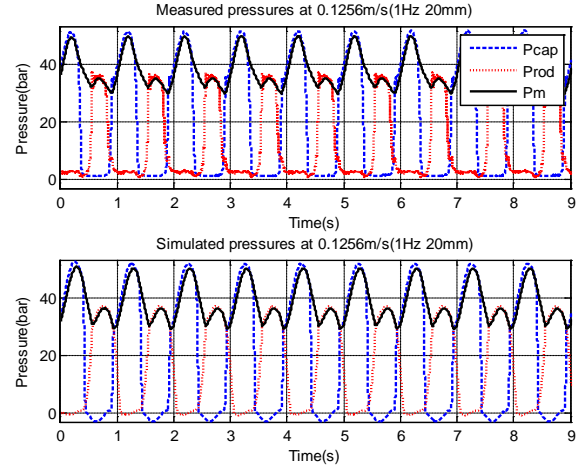 Measured pressures at 0.1256m/s(1Hz 20mm)
Pressure(bar)
40
20
0
Pcap
Prod
Pm
0 1 2 3 4 5 6 7 8 9
Time(s)
Simulated pressures at 0.1256m/s(1Hz 20mm)
Pressure(bar)
40
20
0
0 1 2 3 4 5 6 7 8 9
Time(s)